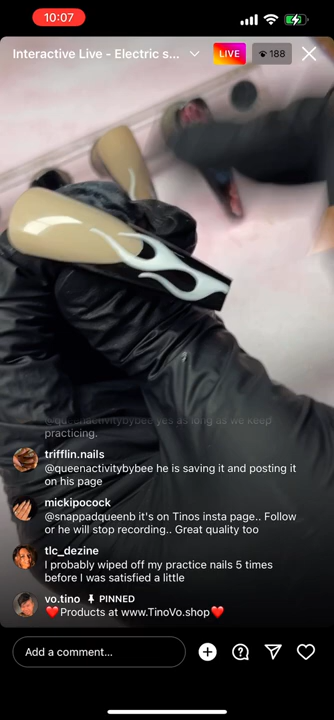 10:07
Interactive Live - Electric s...
LIVE
188
@queenactivitybybee yes as long as we keep
practicing.
trifflin.nails
@queenactivitybybee he is saving it and posting it
on his page
mickipocock
@snappadqueenb it's on Tinos insta page.. Follow
or he will stop recording.. Great quality too
tlc_dezine
I probably wiped off my practice nails 5 times
before I was satisfied a little
vo.tino PINNED
❤️Products at www.TinoVo.shop❤️
Add a comment...